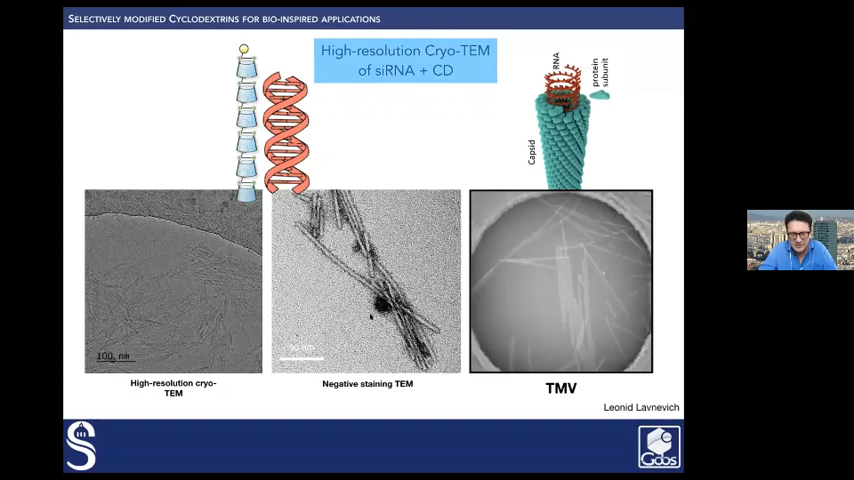 SELECTIVELY MODIFIED CYCLODEXTRINS FOR BIO-INSPIRED APPLICATIONS
High-resolution Cryo-TEM
of siRNA + CD
RNA
protein
subunit
Capsid
100 nm
nm
High-resolution cryo-
TEM
Negative staining TEM
TMV
Leonid Lavnevich
S